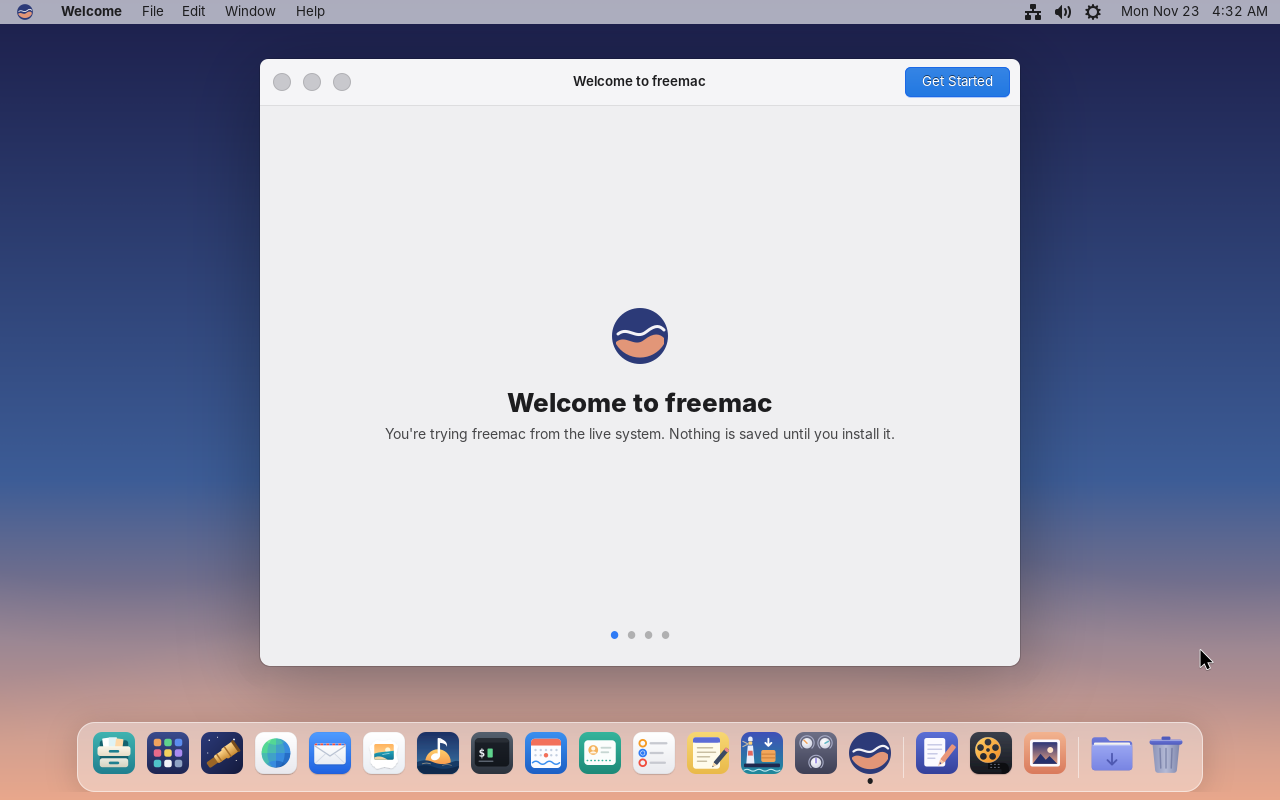 Welcome File Edit Window Help Mon Nov 23 4:32 AM
Welcome to freemac
Get Started
Welcome to freemac
You're trying freemac from the live system. Nothing is saved until you install it.
$